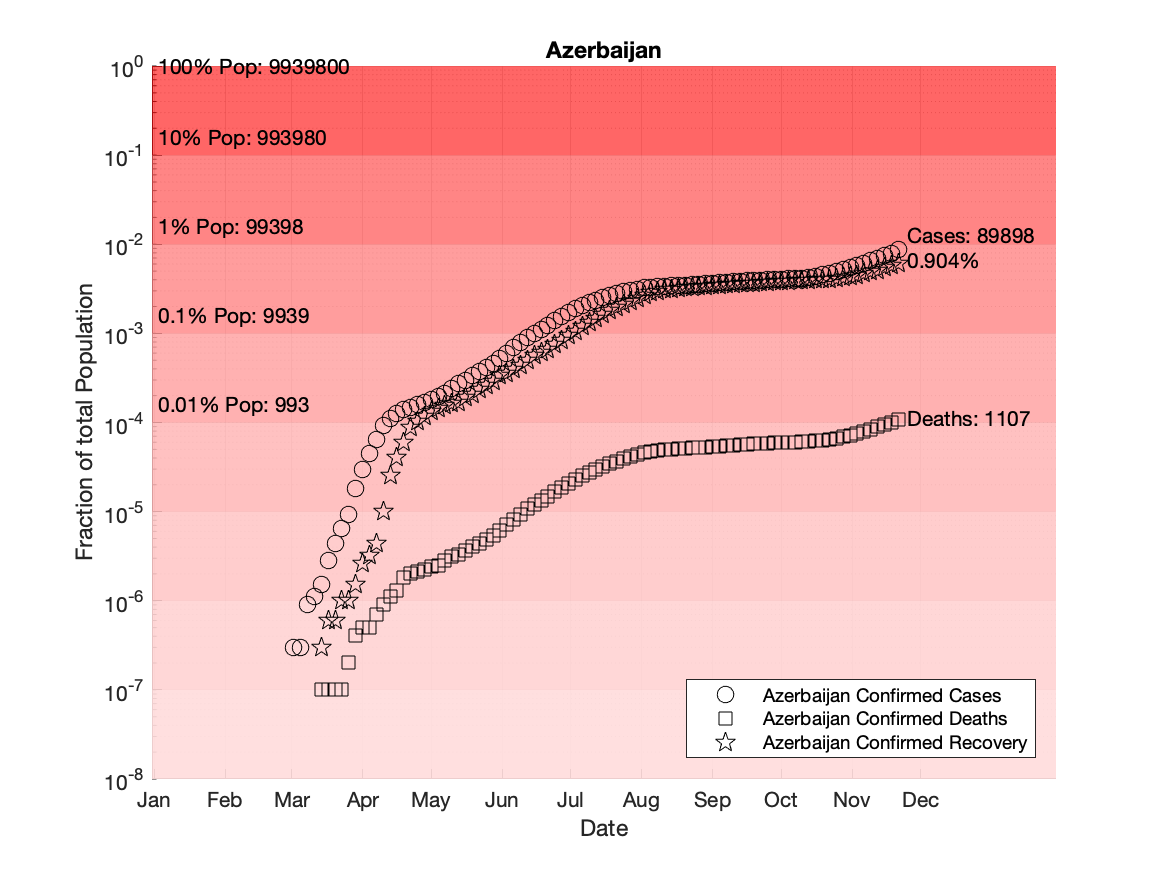 Azerbaijan
10^0
100% Pop: 9939800
10% Pop: 993980
10^-1
1% Pop: 99398
10^-2
Cases: 89898
0.904%
0.1% Pop: 9939
10^-3
0.01% Pop: 993
10^-4
Deaths: 1107
10^-5
10^-6
10^-7
10^-8
Fraction of total Population
Azerbaijan Confirmed Cases
Azerbaijan Confirmed Deaths
Azerbaijan Confirmed Recovery
Jan Feb Mar Apr May Jun Jul Aug Sep Oct Nov Dec
Date